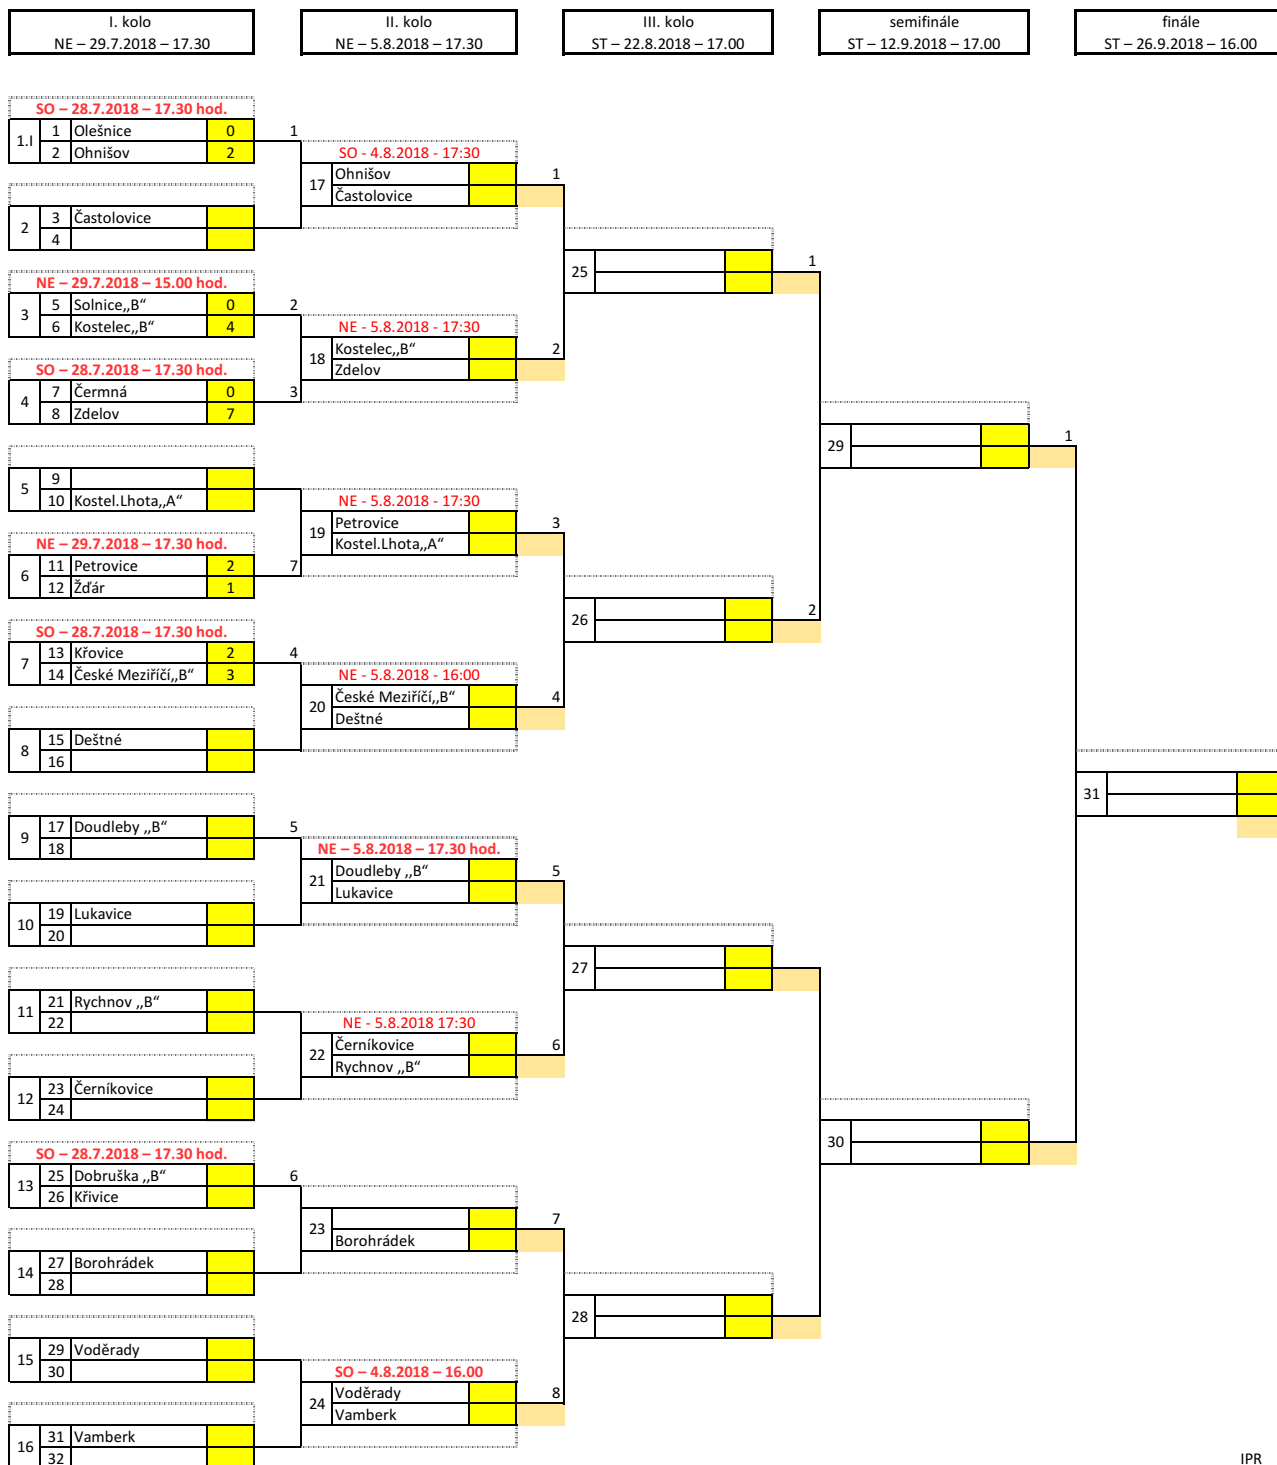 I. kolo
NE – 29.7.2018 – 17.30
II. kolo
NE – 5.8.2018 – 17.30
III. kolo
ST – 22.8.2018 – 17.00
semifinále
ST – 12.9.2018 – 17.00
finále
ST – 26.9.2018 – 16.00
SO – 28.7.2018 – 17.30 hod.
1.I
1 Olešnice 0
2 Ohnišov 2
1
2
3 Častolovice
4
NE – 29.7.2018 – 15.00 hod.
3
5 Solnice„B“ 0
6 Kostelec„B“ 4
2
SO – 28.7.2018 – 17.30 hod.
4
7 Čermná 0
8 Zdelov 7
3
5
9
10 Kostel.Lhota„A“
NE – 29.7.2018 – 17.30 hod.
6
11 Petrovice 2
12 Žďár 1
7
SO – 28.7.2018 – 17.30 hod.
7
13 Křovice 2
14 České Meziříčí„B“ 3
4
8
15 Deštné
16
9
17 Doudleby „B“
18
5
10
19 Lukavice
20
11
21 Rychnov „B“
22
12
23 Černíkovice
24
SO – 28.7.2018 – 17.30 hod.
13
25 Dobruška „B“
26 Křivice
6
14
27 Borohrádek
28
15
29 Voděrady
30
16
31 Vamberk
32
SO - 4.8.2018 - 17:30
17
Ohnišov
Častolovice
1
NE - 5.8.2018 - 17:30
18
Kostelec„B“
Zdelov
2
NE - 5.8.2018 - 17:30
19
Petrovice
Kostel.Lhota„A“
3
NE - 5.8.2018 - 16:00
20
České Meziříčí„B“
Deštné
4
NE – 5.8.2018 – 17.30 hod.
21
Doudleby „B“
Lukavice
5
NE - 5.8.2018 17:30
22
Černíkovice
Rychnov „B“
6
23
Borohrádek
7
SO – 4.8.2018 – 16.00
24
Voděrady
Vamberk
8
25
1
26
2
27
28
29
1
30
31
IPR